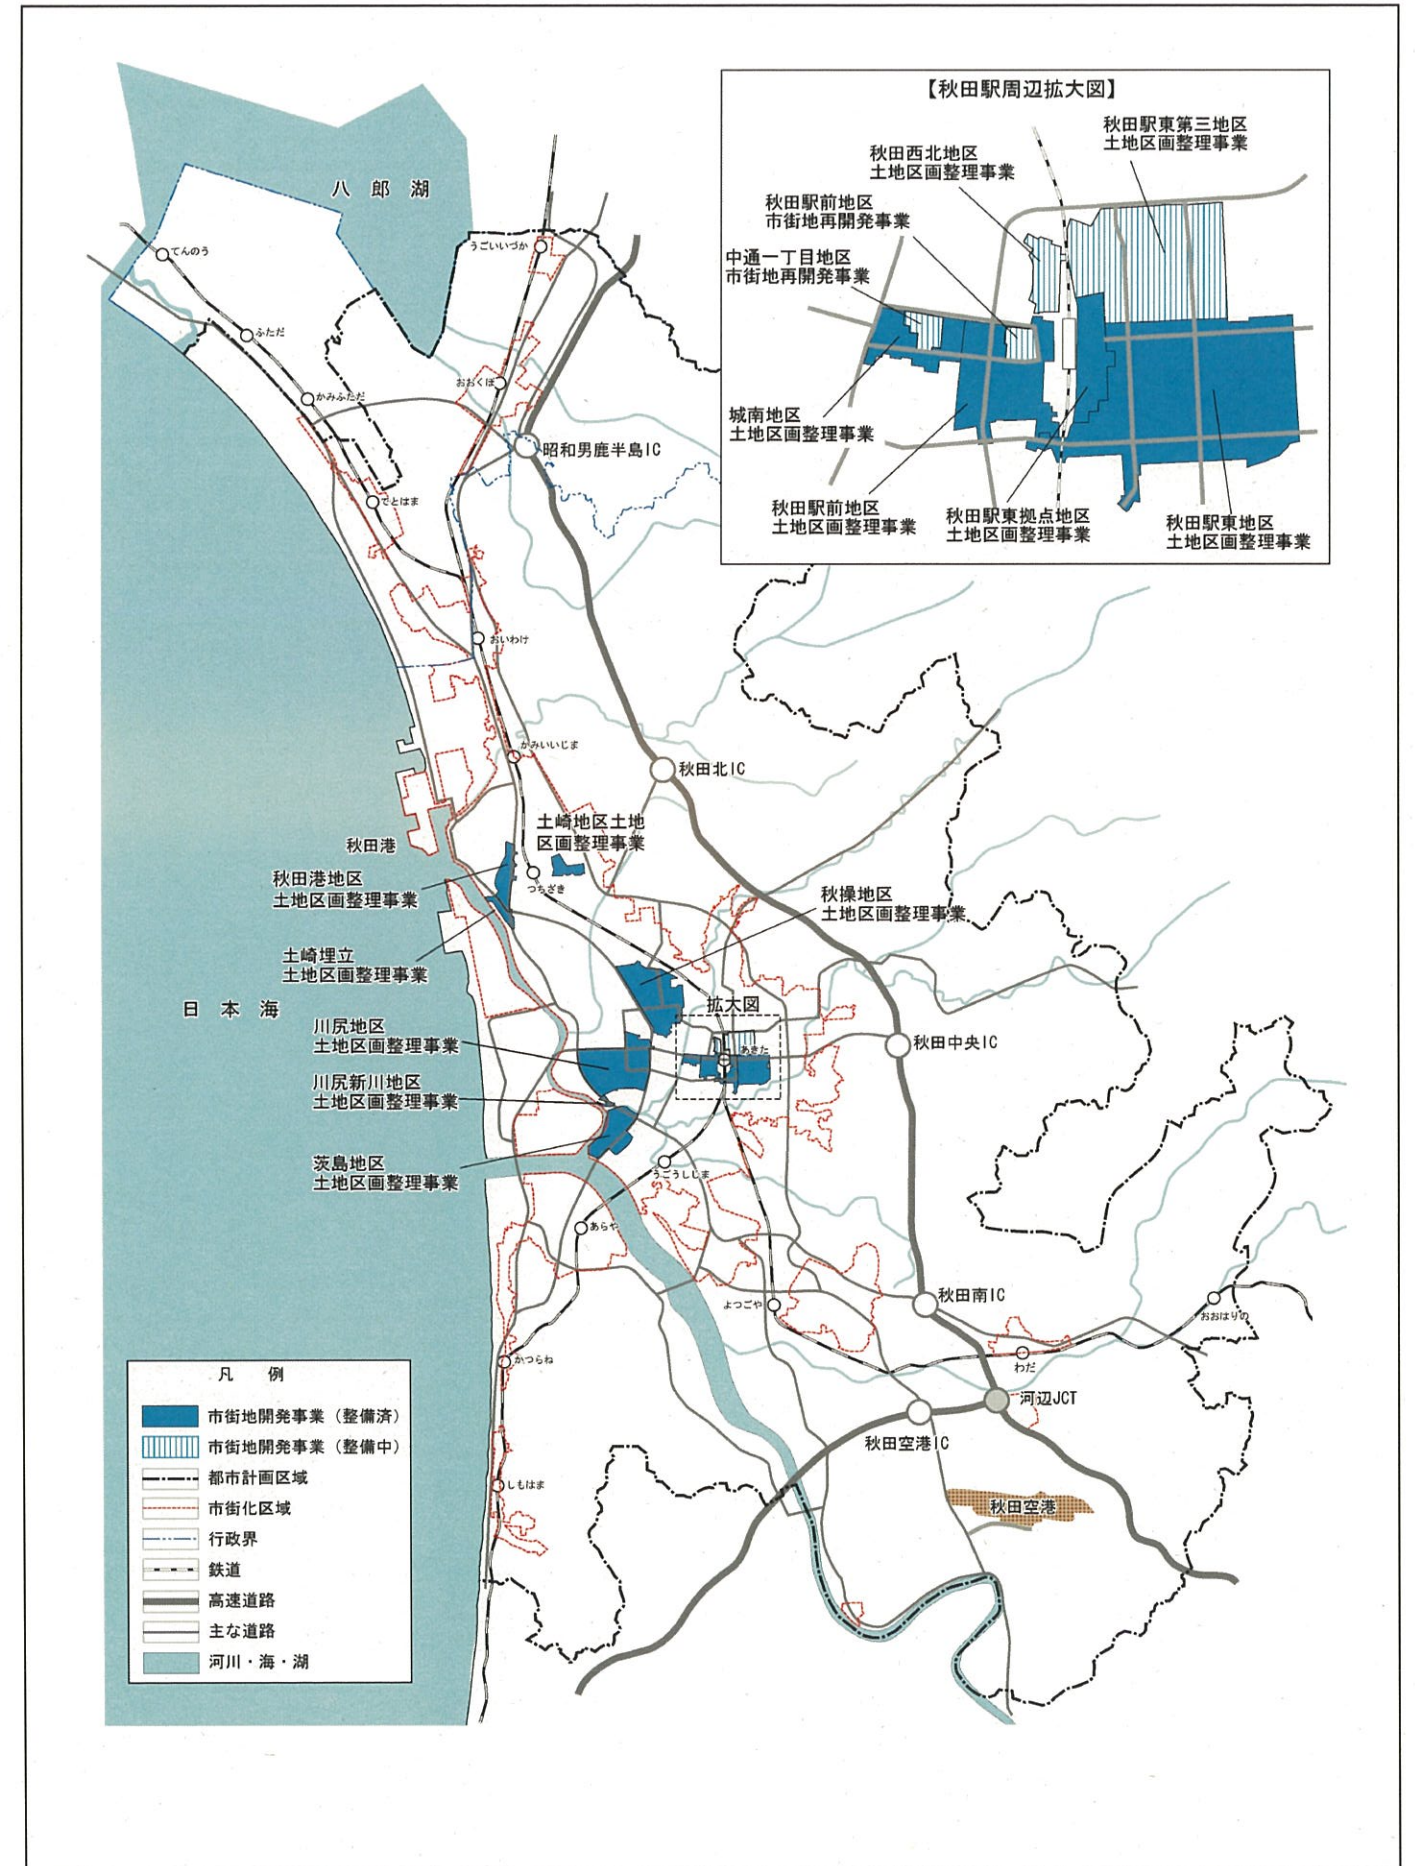 【秋田駅周辺拡大図】
秋田駅東第三地区
土地区画整理事業
秋田西北地区
土地区画整理事業
秋田駅前地区
市街地再開発事業
中通一丁目地区
市街地再開発事業
城南地区
土地区画整理事業
秋田駅前地区
土地区画整理事業
秋田駅東拠点地区
土地区画整理事業
秋田駅東地区
土地区画整理事業
八郎湖
うごいいづか
てんのう
ふただ
かみふただ
おおくぼ
昭和男鹿半島IC
でとはま
おいわけ
かみいいじま
秋田北IC
土崎地区土地
区画整理事業
秋田港
つちざき
秋田港地区
土地区画整理事業
秋操地区
土地区画整理事業
土崎埋立
土地区画整理事業
日本海
拡大図
川尻地区
土地区画整理事業
あきた
秋田中央IC
川尻新川地区
土地区画整理事業
茨島地区
土地区画整理事業
うごうしじま
あらや
よつごや
秋田南IC
おおはりの
わだ
かつらね
河辺JCT
秋田空港IC
しもはま
秋田空港
凡例
市街地開発事業（整備済）
市街地開発事業（整備中）
都市計画区域
市街化区域
行政界
鉄道
高速道路
主な道路
河川・海・湖